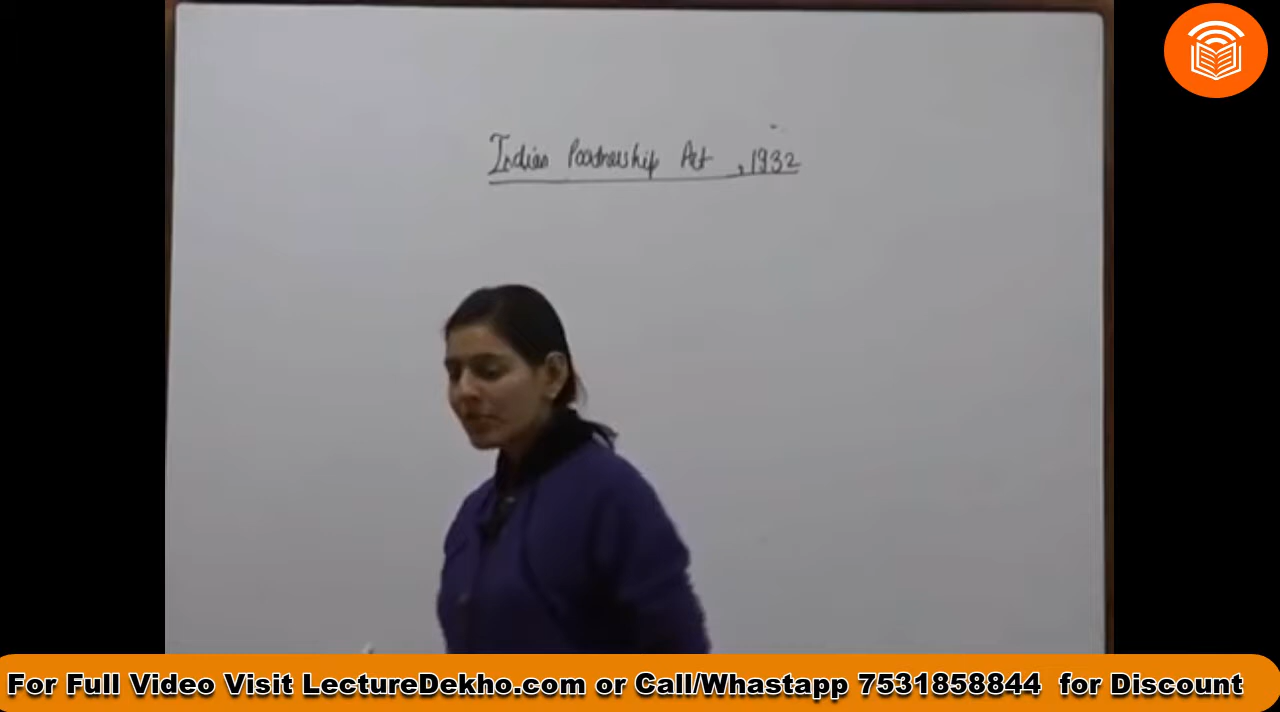 Indian Partnership Act , 1932
For Full Video Visit LectureDekho.com or Call/Whastapp 7531858844 for Discount